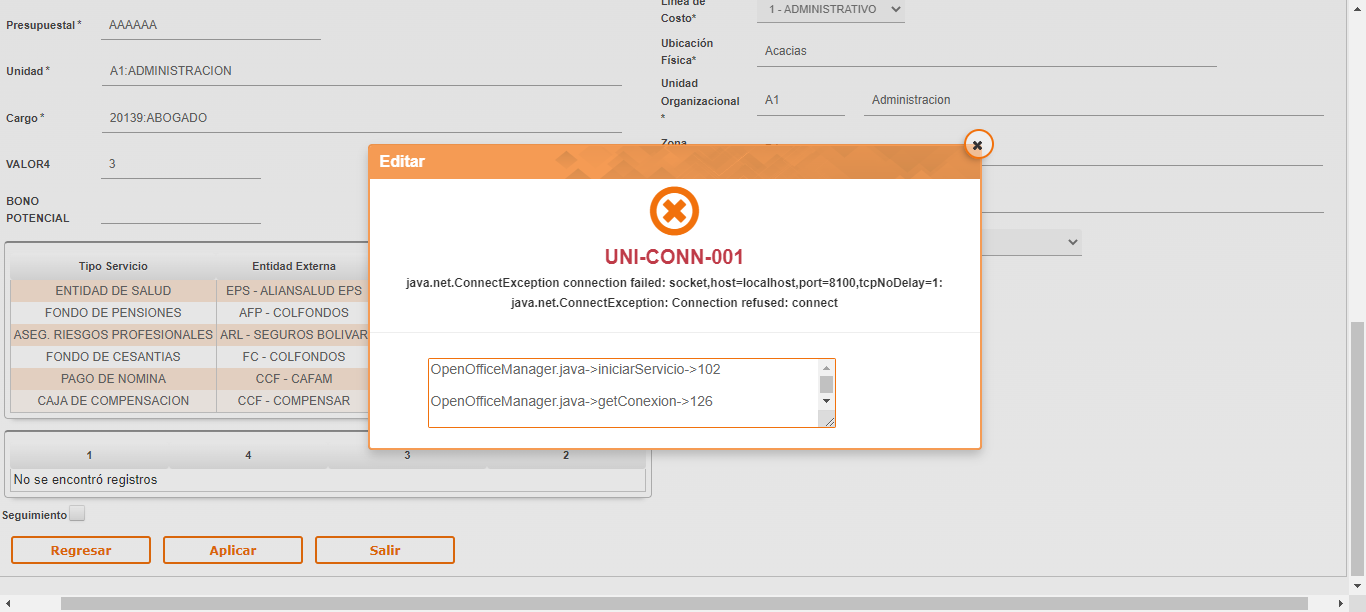 Línea de
Costo*
1 - ADMINISTRATIVO
Presupuestal *
AAAAAA
Ubicación
Física*
Acacias
Unidad *
A1:ADMINISTRACION
Unidad
Organizacional
*
A1
Administracion
Cargo *
20139:ABOGADO
Zona
VALOR4
3
BONO
POTENCIAL
Editar
UNI-CONN-001
java.net.ConnectException connection failed: socket,host=localhost,port=8100,tcpNoDelay=1:
java.net.ConnectException: Connection refused: connect
OpenOfficeManager.java->iniciarServicio->102
OpenOfficeManager.java->getConexion->126
Tipo Servicio Entidad Externa
ENTIDAD DE SALUD EPS - ALIANSALUD EPS
FONDO DE PENSIONES AFP - COLFONDOS
ASEG. RIESGOS PROFESIONALES ARL - SEGUROS BOLIVAR
FONDO DE CESANTIAS FC - COLFONDOS
PAGO DE NOMINA CCF - CAFAM
CAJA DE COMPENSACION CCF - COMPENSAR
1 4 3 2
No se encontró registros
Seguimiento
Regresar Aplicar Salir